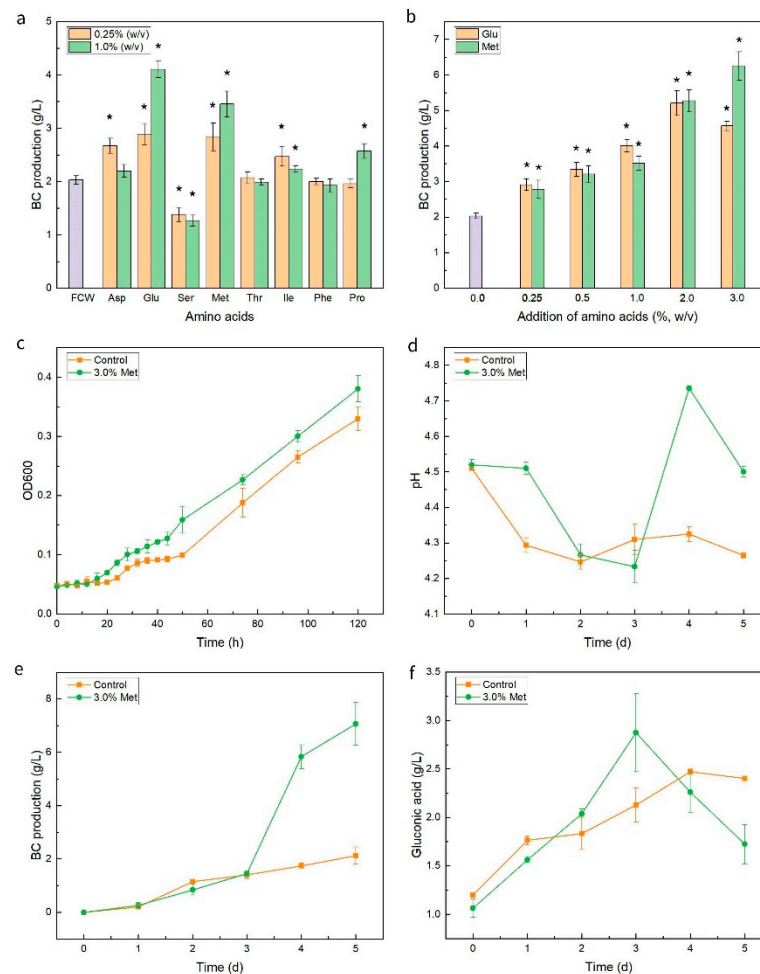 a
0.25% (w/v)
1.0% (w/v)
BC production (g/L)
5
4
3
2
1
0
* * * * * * * * * *
FCW Asp Glu Ser Met Thr Ile Phe Pro
Amino acids
b
Glu
Met
BC production (g/L)
8
7
6
5
4
3
2
1
0
* * * * * * * * * *
0.0 0.25 0.5 1.0 2.0 3.0
Addition of amino acids (%, w/v)
c
Control
3.0% Met
OD600
0.4
0.3
0.2
0.1
0.0
0 20 40 60 80 100 120
Time (h)
d
Control
3.0% Met
pH
4.8
4.7
4.6
4.5
4.4
4.3
4.2
4.1
0 1 2 3 4 5
Time (d)
e
Control
3.0% Met
BC production (g/L)
8
6
4
2
0
0 1 2 3 4 5
Time (d)
f
Control
3.0% Met
Gluconic acid (g/L)
3.5
3.0
2.5
2.0
1.5
1.0
0 1 2 3 4 5
Time (d)